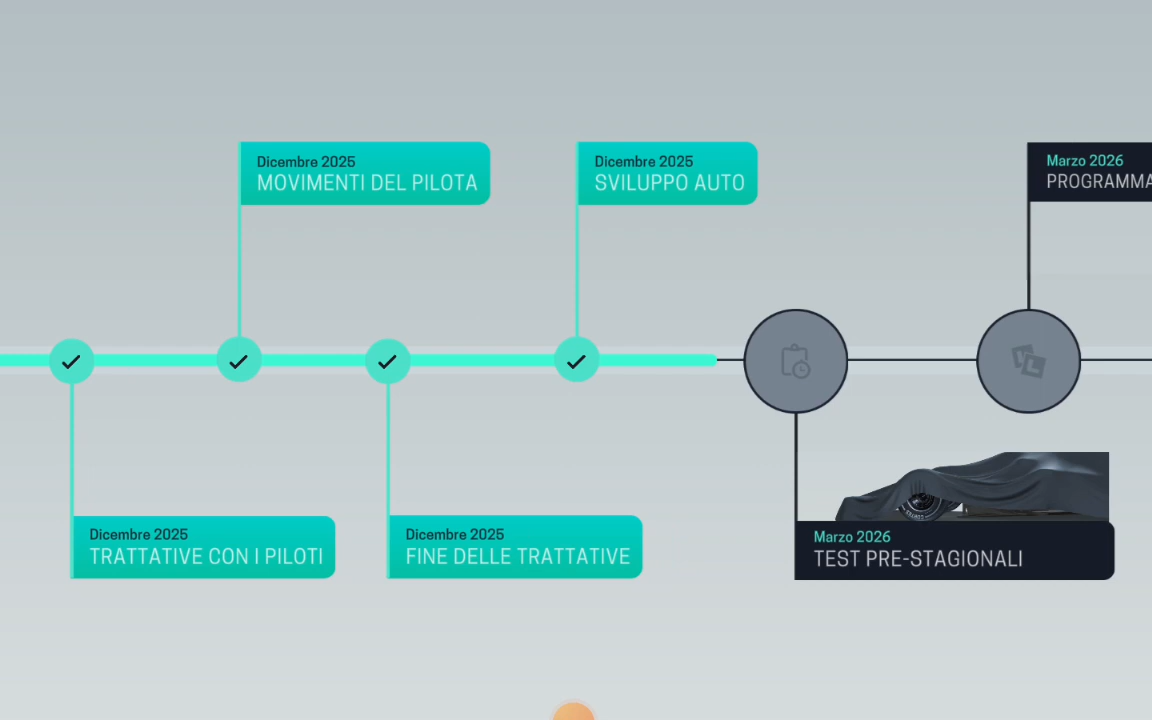 Dicembre 2025
MOVIMENTI DEL PILOTA
Dicembre 2025
SVILUPPO AUTO
Marzo 2026
PROGRAMMA
Dicembre 2025
TRATTATIVE CON I PILOTI
Dicembre 2025
FINE DELLE TRATTATIVE
Marzo 2026
TEST PRE-STAGIONALI